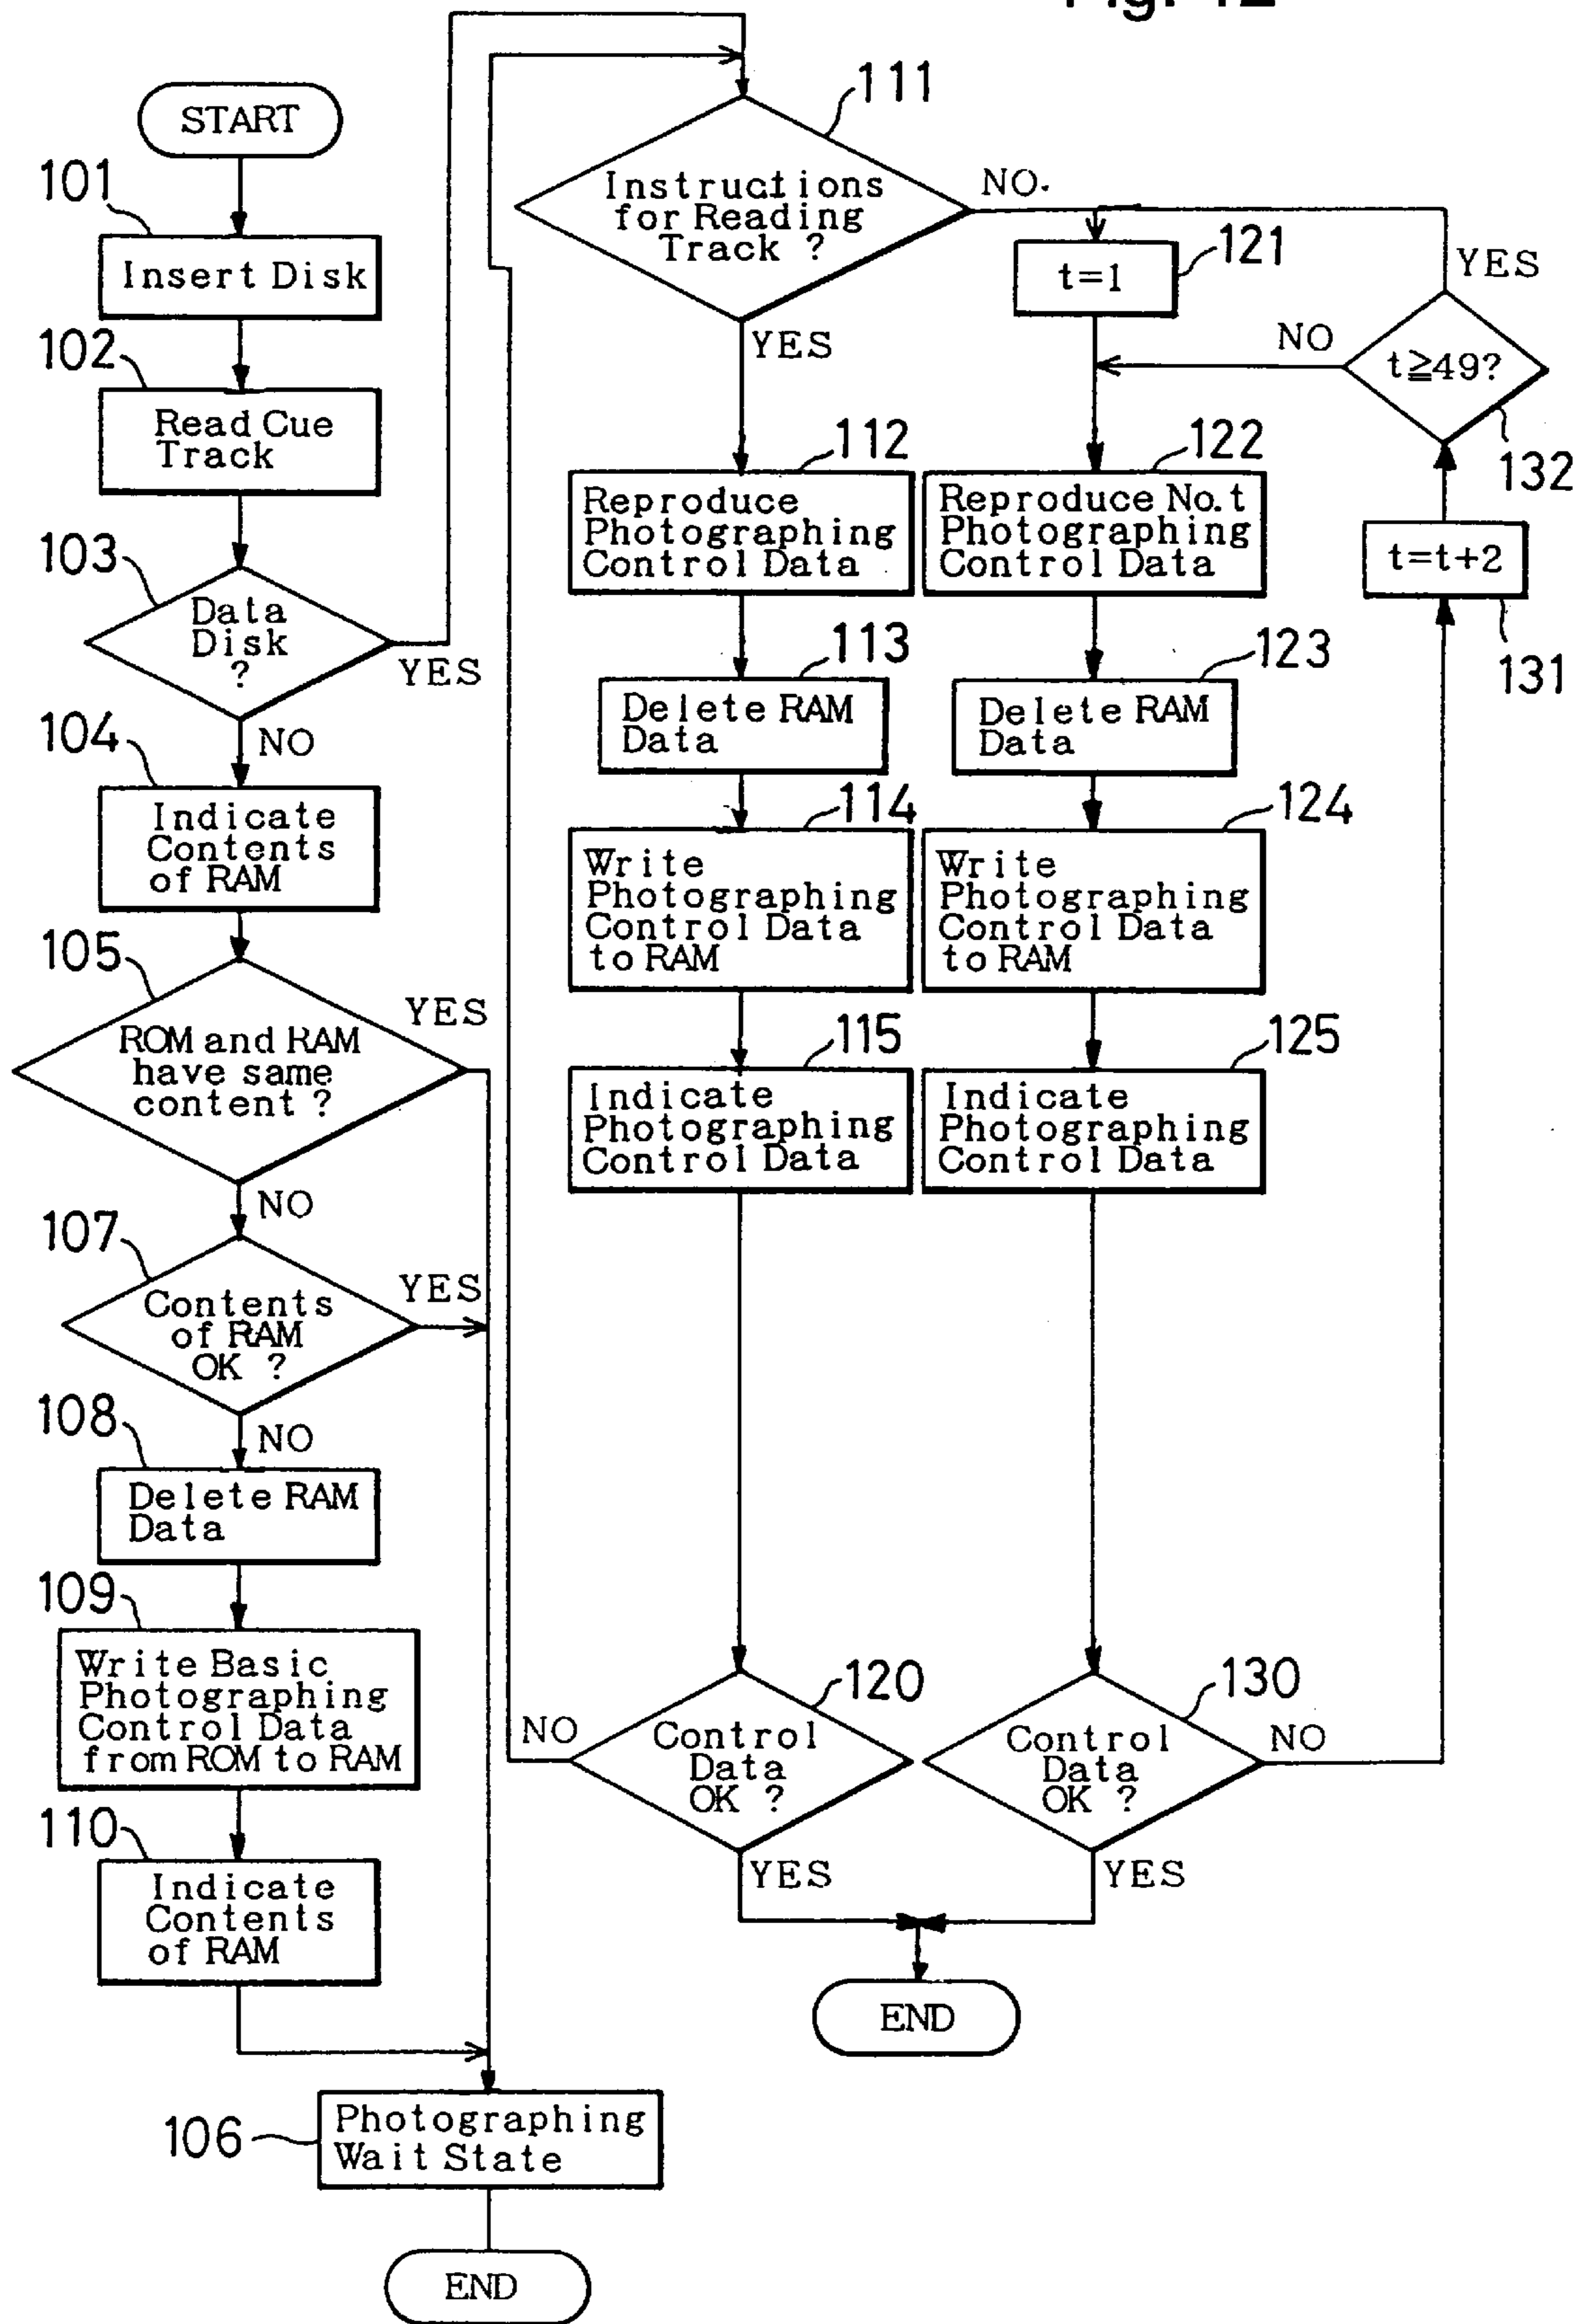 Fig. 12
START
101
Insert Disk
102
Read Cue
Track
103
Data
Disk
?
YES
NO
104
Indicate
Contents
of RAM
105
ROM and RAM
have same
content ?
YES
NO
107
Contents
of RAM
OK ?
YES
NO
108
Delete RAM
Data
109
Write Basic
Photographing
Control Data
from ROM to RAM
110
Indicate
Contents
of RAM
106
Photographing
Wait State
END
111
Instructions
for Reading
Track ?
NO.
YES
112
Reproduce
Photographing
Control Data
113
Delete RAM
Data
114
Write
Photographing
Control Data
to RAM
115
Indicate
Photographing
Control Data
120
Control
Data
OK ?
NO
YES
121
t=1
122
Reproduce No.t
Photographing
Control Data
123
Delete RAM
Data
124
Write
Photographing
Control Data
to RAM
125
Indicate
Photographing
Control Data
130
Control
Data
OK ?
NO
YES
131
t=t+2
132
t≧49?
NO
YES
END